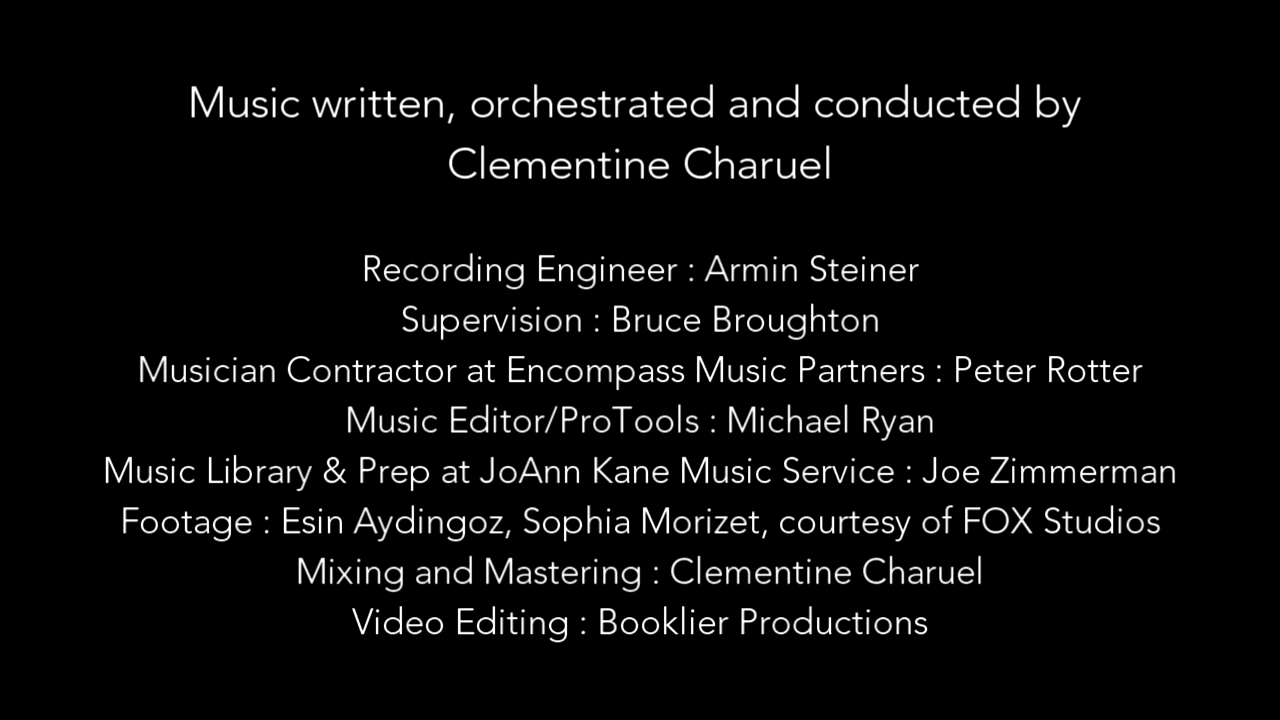 Music written, orchestrated and conducted by
Clementine Charuel
Recording Engineer : Armin Steiner
Supervision : Bruce Broughton
Musician Contractor at Encompass Music Partners : Peter Rotter
Music Editor/ProTools : Michael Ryan
Music Library & Prep at JoAnn Kane Music Service : Joe Zimmerman
Footage : Esin Aydingoz, Sophia Morizet, courtesy of FOX Studios
Mixing and Mastering : Clementine Charuel
Video Editing : Booklier Productions